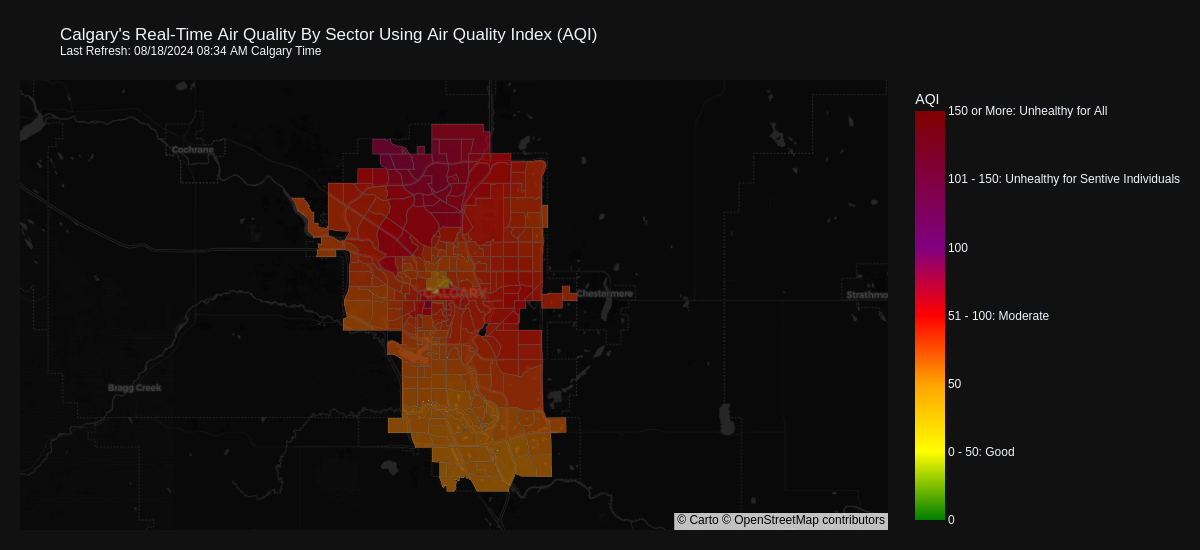 Calgary's Real-Time Air Quality By Sector Using Air Quality Index (AQI)
Last Refresh: 08/18/2024 08:34 AM Calgary Time
AQI
150 or More: Unhealthy for All
Cochrane
101 - 150: Unhealthy for Sentive Individuals
100
CALGARY
Chestermere
Strathmo
51 - 100: Moderate
50
Bragg Creek
0 - 50: Good
0
© Carto © OpenStreetMap contributors